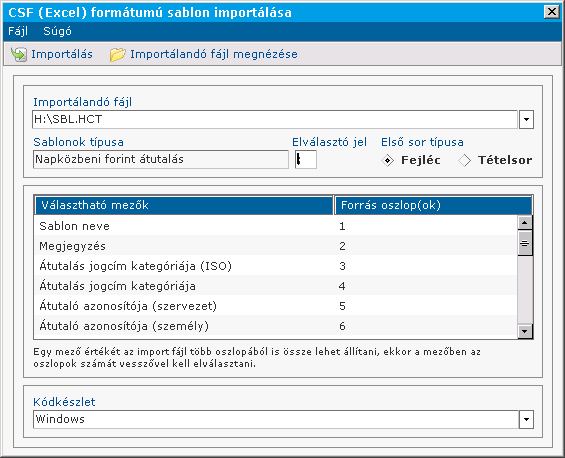 CSF (Excel) formátumú sablon importálása
Fájl Súgó
Importálás Importálandó fájl megnézése
Importálandó fájl
H:\SBL.HCT
Sablonok típusa Elválasztó jel Első sor típusa
Napközbeni forint átutalás Fejléc Tételsor
Választható mezők Forrás oszlop(ok)
Sablon neve 1
Megjegyzés 2
Átutalás jogcím kategóriája (ISO) 3
Átutalás jogcím kategóriája 4
Átutaló azonosítója (szervezet) 5
Átutaló azonosítója (személy) 6
Egy mező értékét az import fájl több oszlopából is össze lehet állítani, ekkor a mezőben az
oszlopok számát vesszővel kell elválasztani.
Kódkészlet
Windows